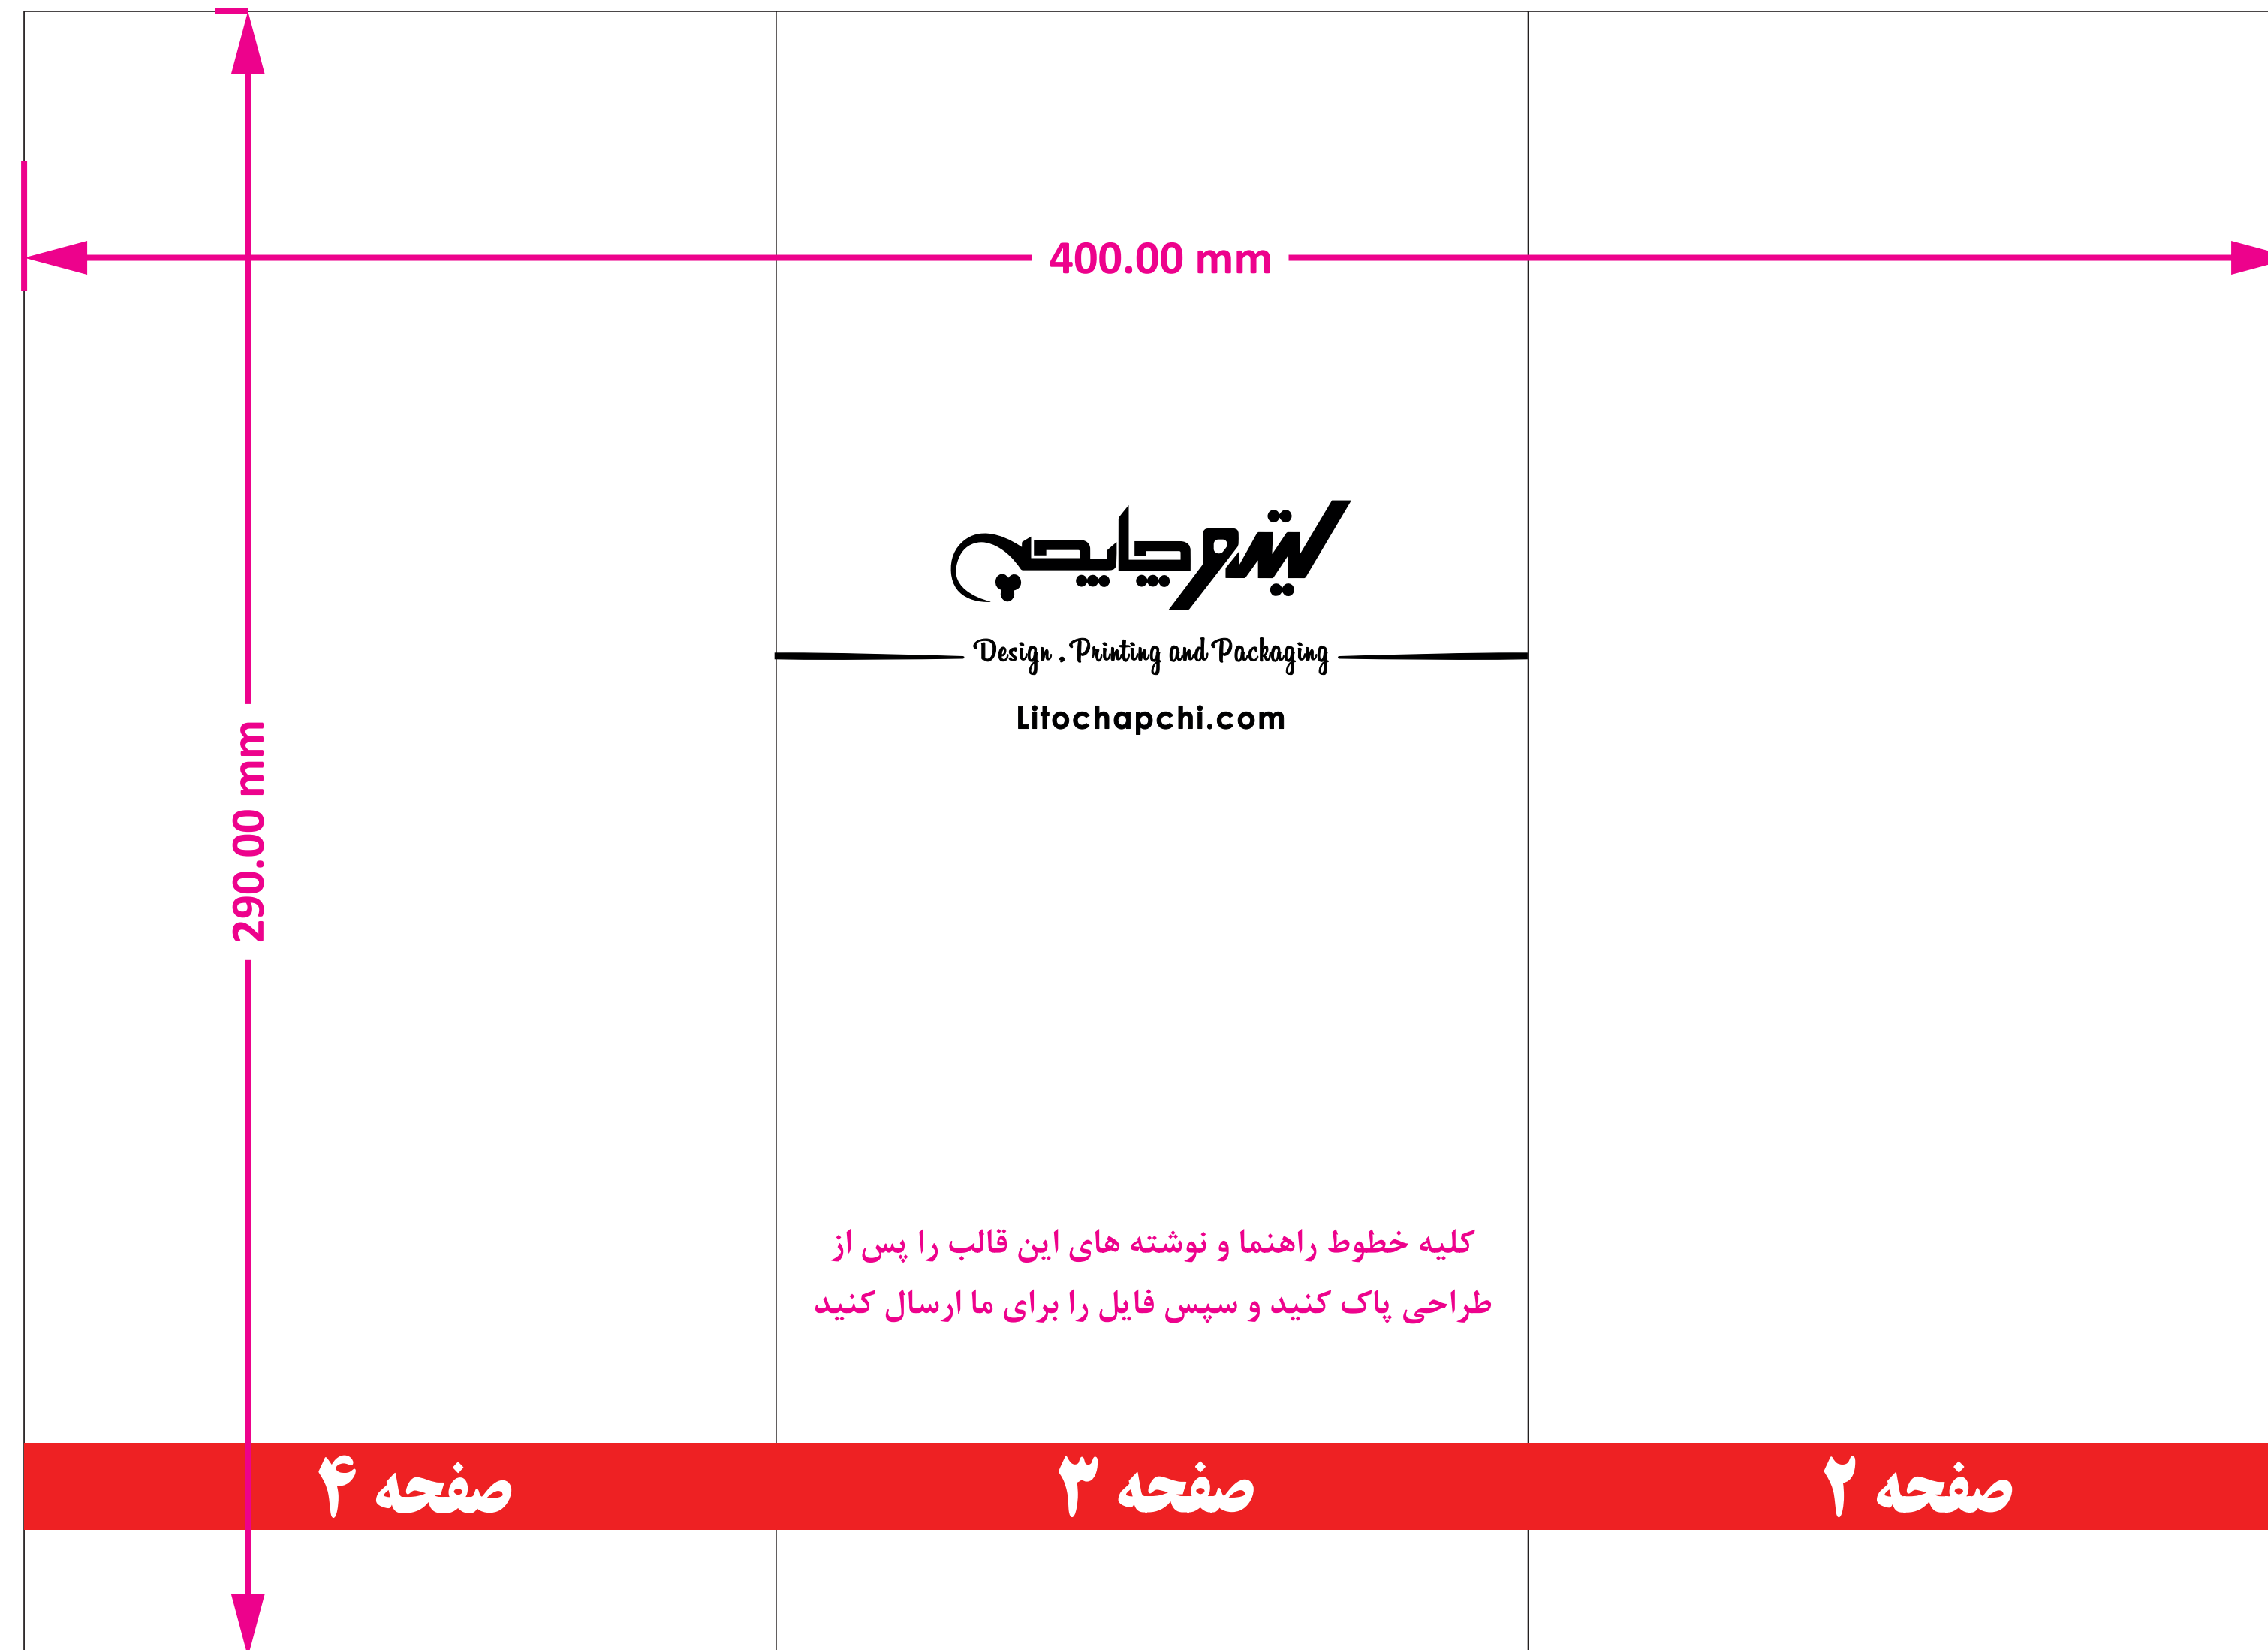 400.00 mm
لیتو چاپچی
Design , Printing and Packaging
Litochapchi.com
290.00 mm
کلیه خطوط راهنما و نوشته های این قالب را پس از
طراحی پاک کنید و سپس فایل را برای ما ارسال کنید
صفحه ۲
صفحه ۳
صفحه ۴